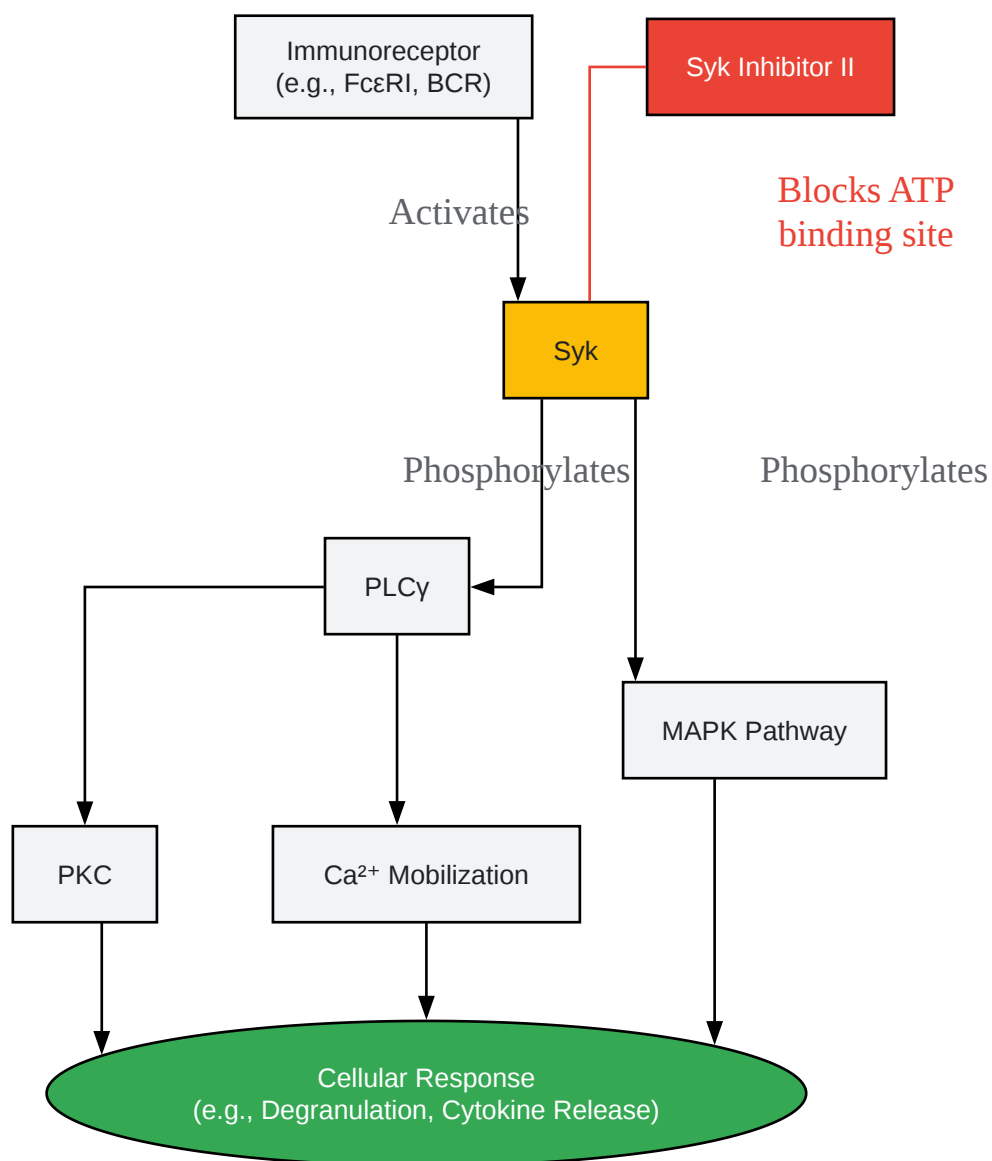 Immunoreceptor
(e.g., FcεRI, BCR)
Syk Inhibitor II
Activates
Blocks ATP
binding site
Syk
Phosphorylates
Phosphorylates
PLCγ
MAPK Pathway
PKC
Ca²⁺ Mobilization
Cellular Response
(e.g., Degranulation, Cytokine Release)